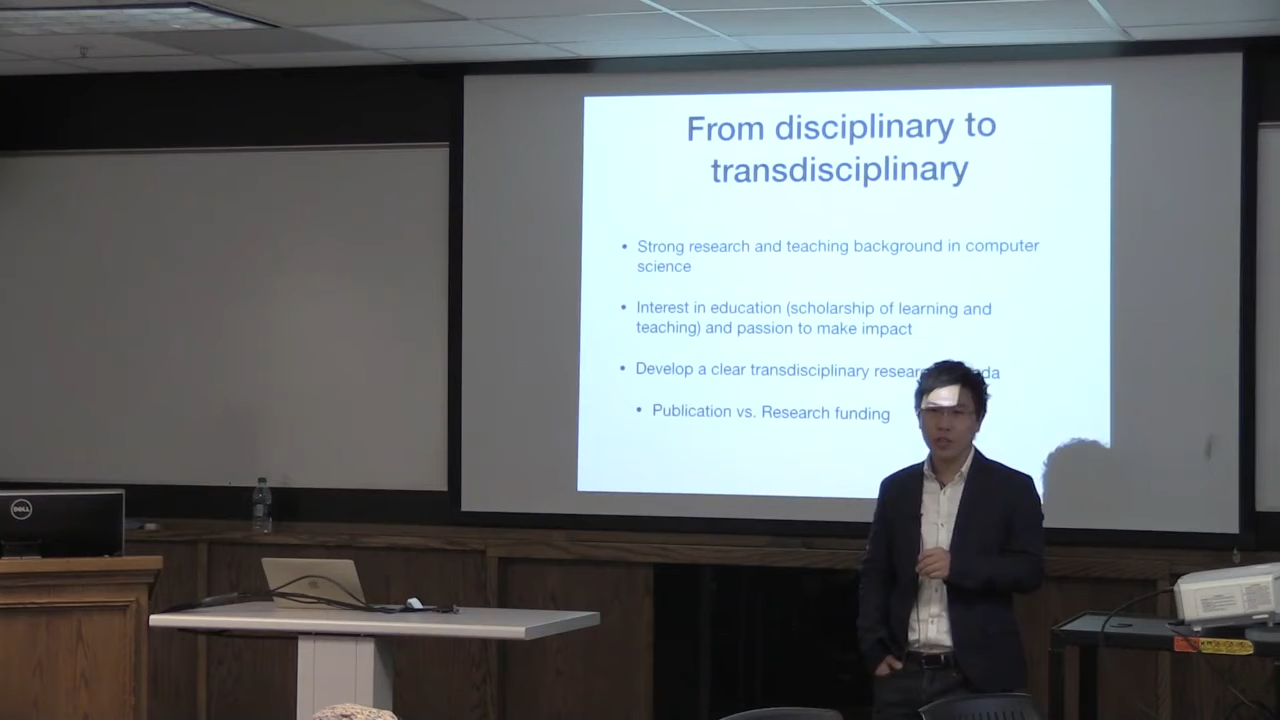 From disciplinary to
transdisciplinary
• Strong research and teaching background in computer
science
• Interest in education (scholarship of learning and
teaching) and passion to make impact
• Develop a clear transdisciplinary
• Publication vs. Research funding
DELL